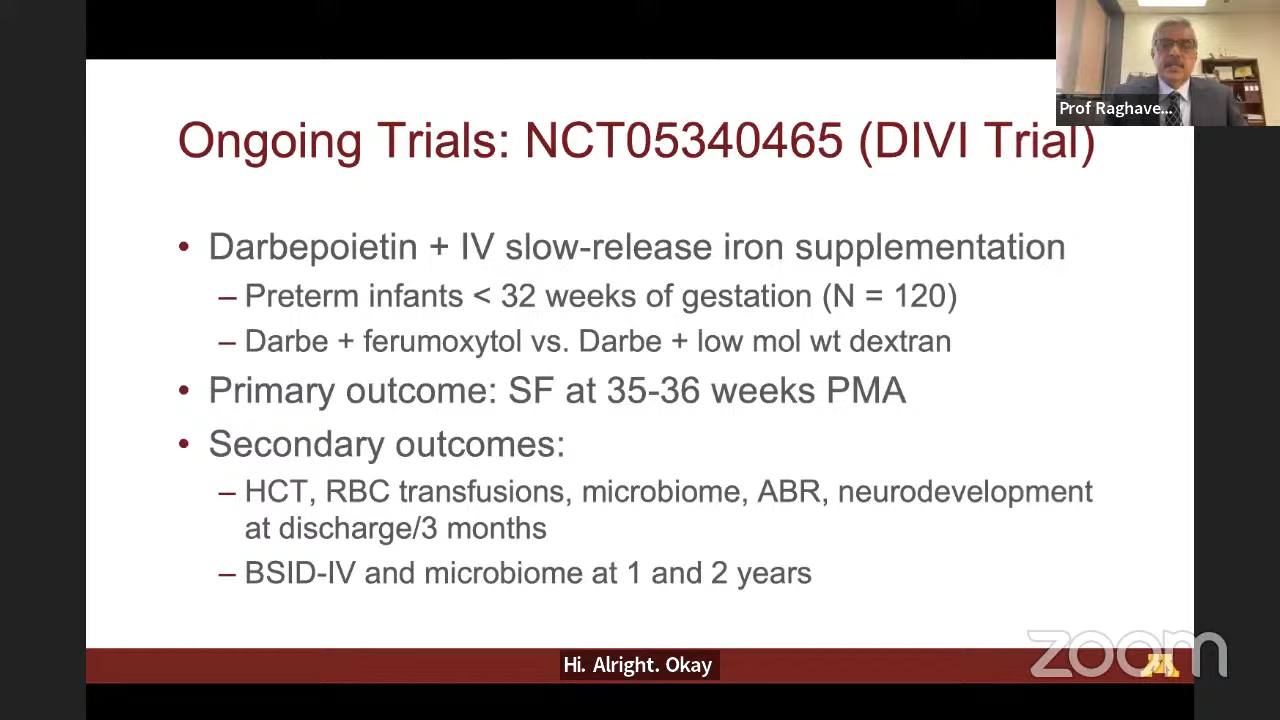 Prof Raghave...
Ongoing Trials: NCT05340465 (DIVI Trial)
• Darbepoietin + IV slow-release iron supplementation
– Preterm infants < 32 weeks of gestation (N = 120)
– Darbe + ferumoxytol vs. Darbe + low mol wt dextran
• Primary outcome: SF at 35-36 weeks PMA
• Secondary outcomes:
– HCT, RBC transfusions, microbiome, ABR, neurodevelopment
at discharge/3 months
– BSID-IV and microbiome at 1 and 2 years
Hi. Alright. Okay
zoom
M